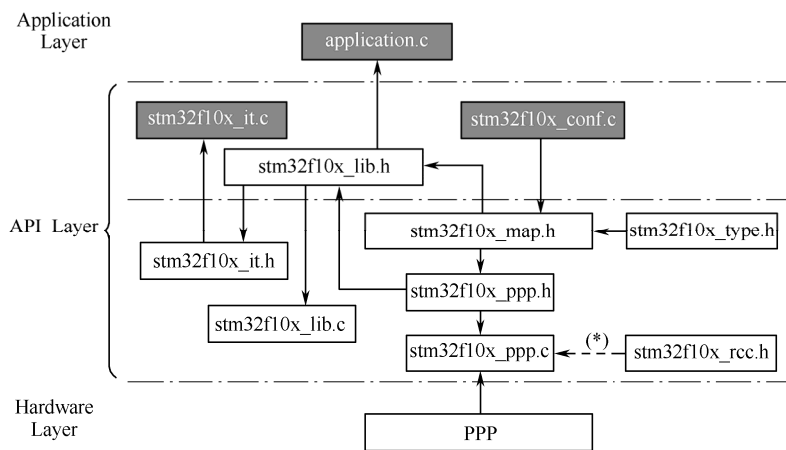 Application
Layer
application.c
stm32f10x_it.c
stm32f10x_conf.c
stm32f10x_lib.h
API Layer
stm32f10x_map.h
stm32f10x_type.h
stm32f10x_it.h
stm32f10x_ppp.h
stm32f10x_lib.c
(*)
stm32f10x_ppp.c
stm32f10x_rcc.h
Hardware
Layer
PPP